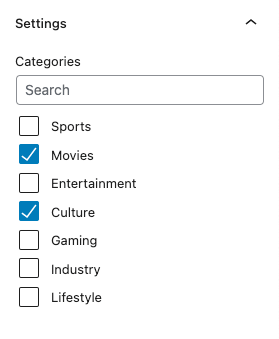 Settings
Categories
Search
Sports
Movies
Entertainment
Culture
Gaming
Industry
Lifestyle